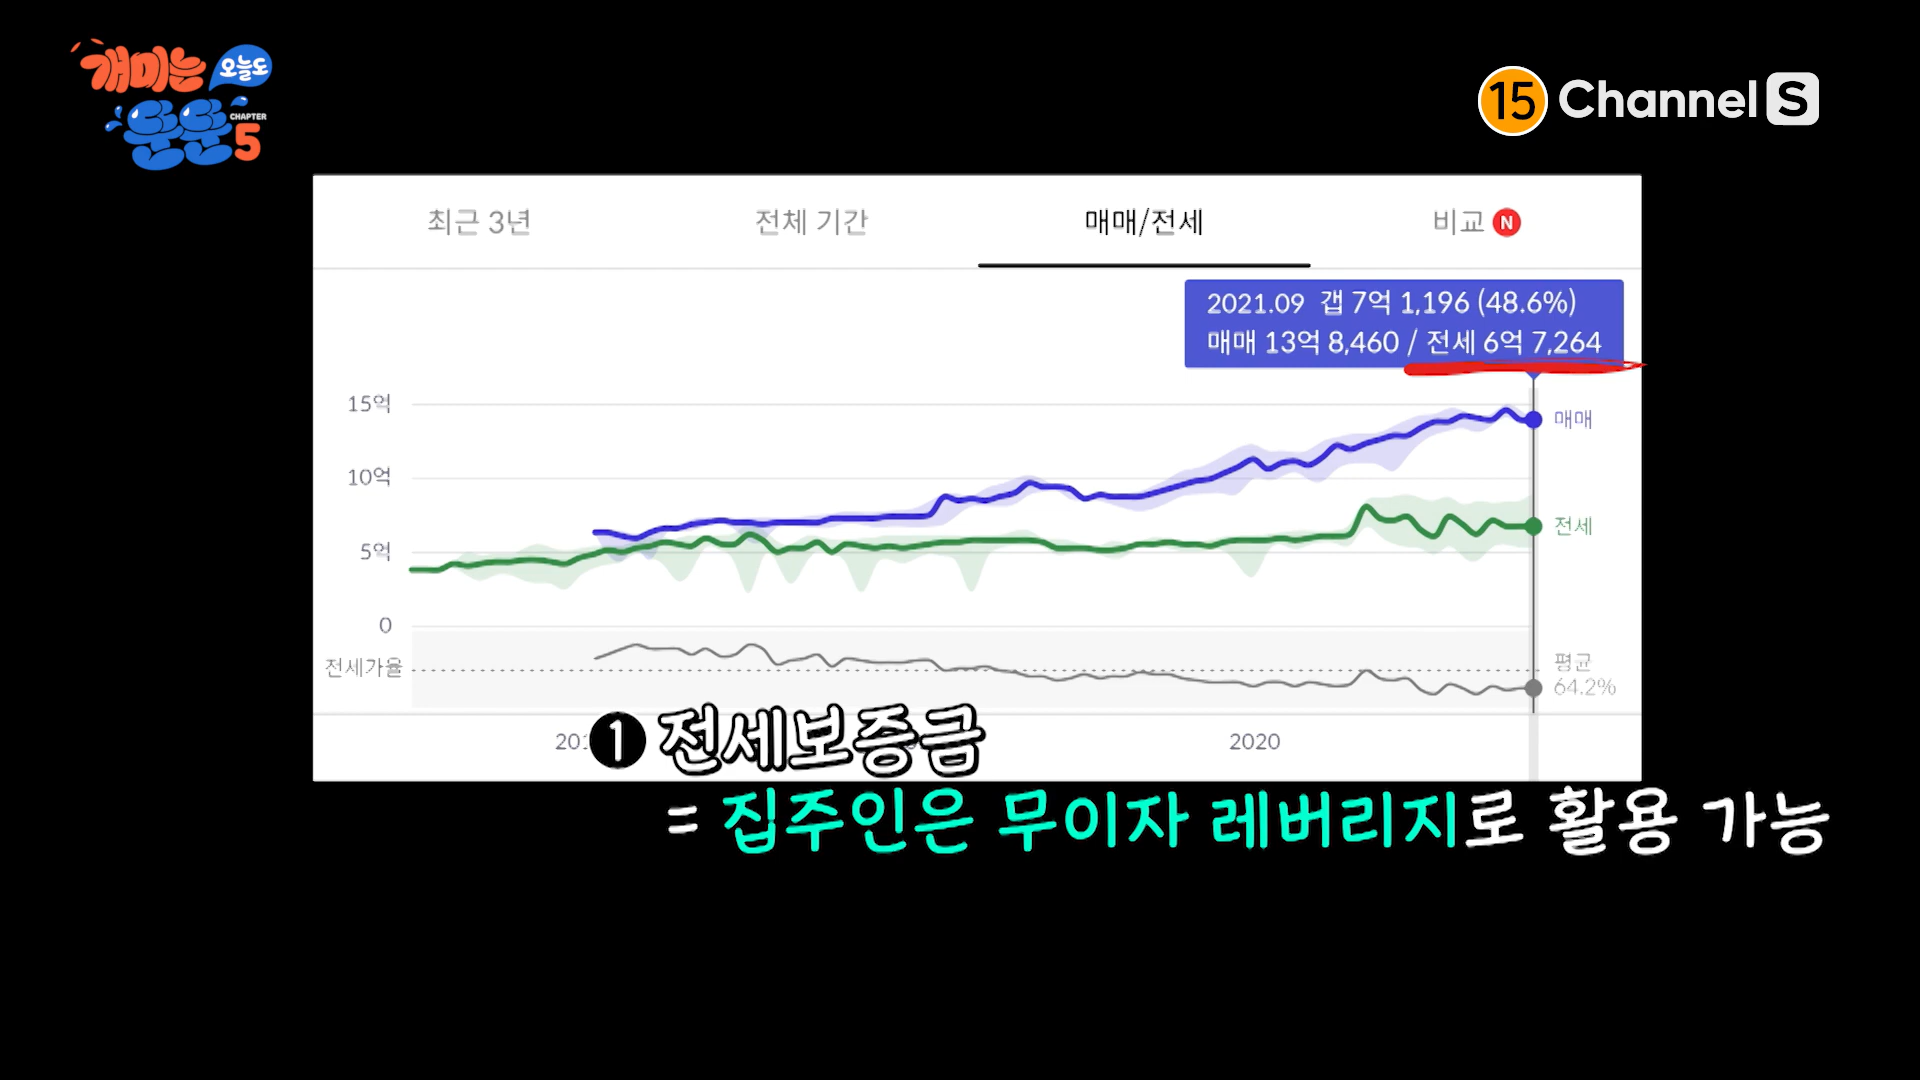 개미는 오늘도
뚠뚠 CHAPTER 5
15 Channel S
최근 3년 전체 기간 매매/전세 비교 N
2021.09 갭 7억 1,196 (48.6%)
매매 13억 8,460 / 전세 6억 7,264
15억
매매
10억
전세
5억
0
전세가율
평균
64.2%
2020
1 전세보증금
= 집주인은 무이자 레버리지로 활용 가능